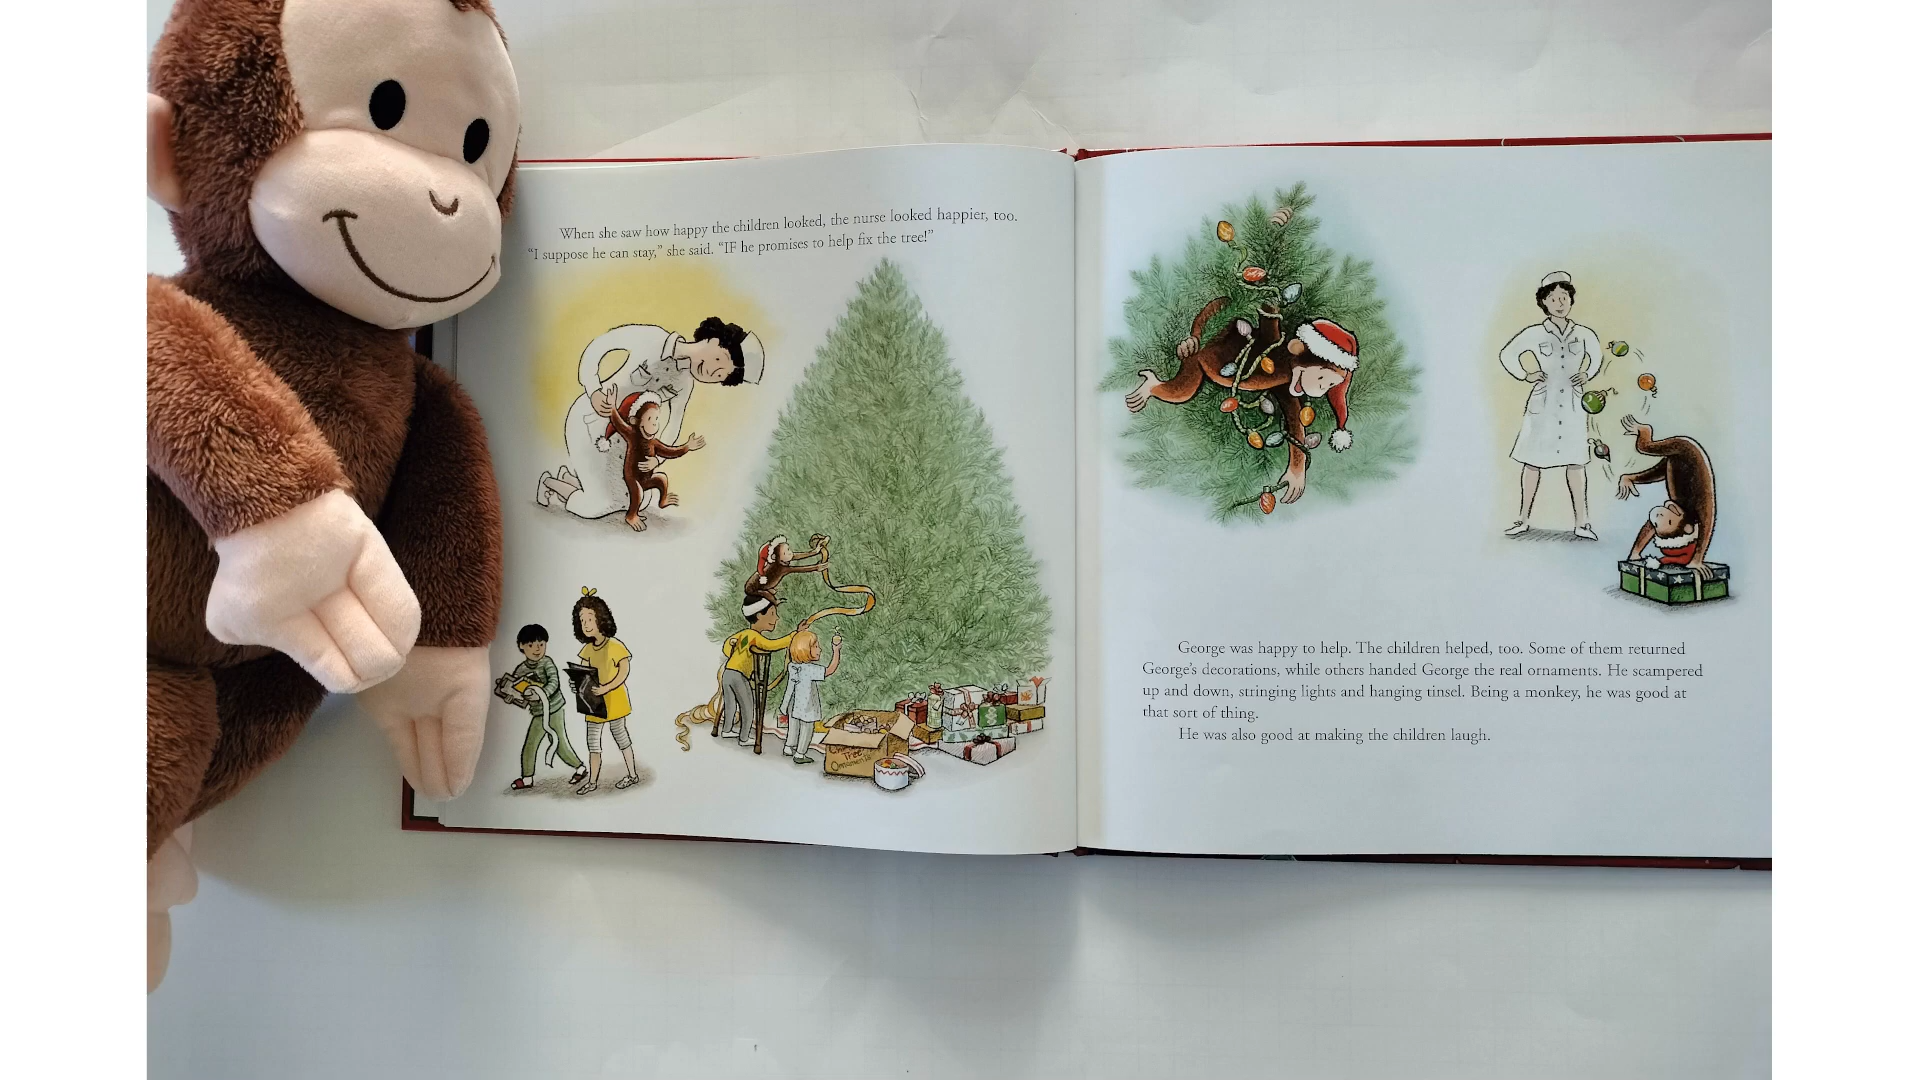 When she saw how happy the children looked, the nurse looked happier, too.
“I suppose he can stay,” she said. “IF he promises to help fix the tree!”
Tree
Ornaments
George was happy to help. The children helped, too. Some of them returned
George’s decorations, while others handed George the real ornaments. He scampered
up and down, stringing lights and hanging tinsel. Being a monkey, he was good at
that sort of thing.
He was also good at making the children laugh.